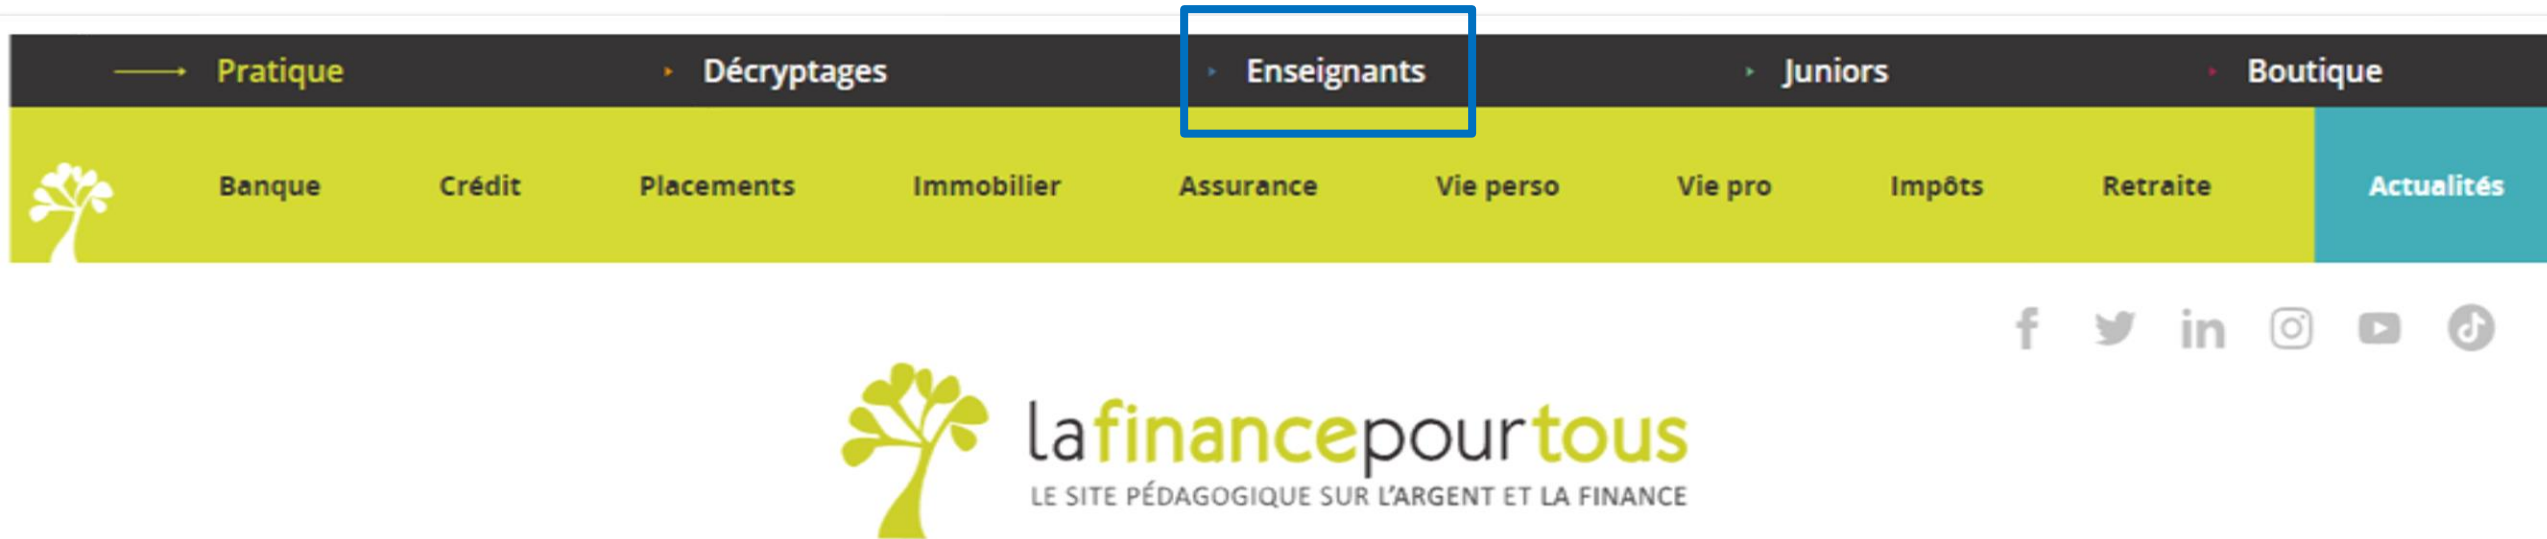 Pratique Décryptages Enseignants Juniors Boutique
Banque Crédit Placements Immobilier Assurance Vie perso Vie pro Impôts Retraite Actualités
f in
lafinancepourtous
LE SITE PÉDAGOGIQUE SUR L'ARGENT ET LA FINANCE